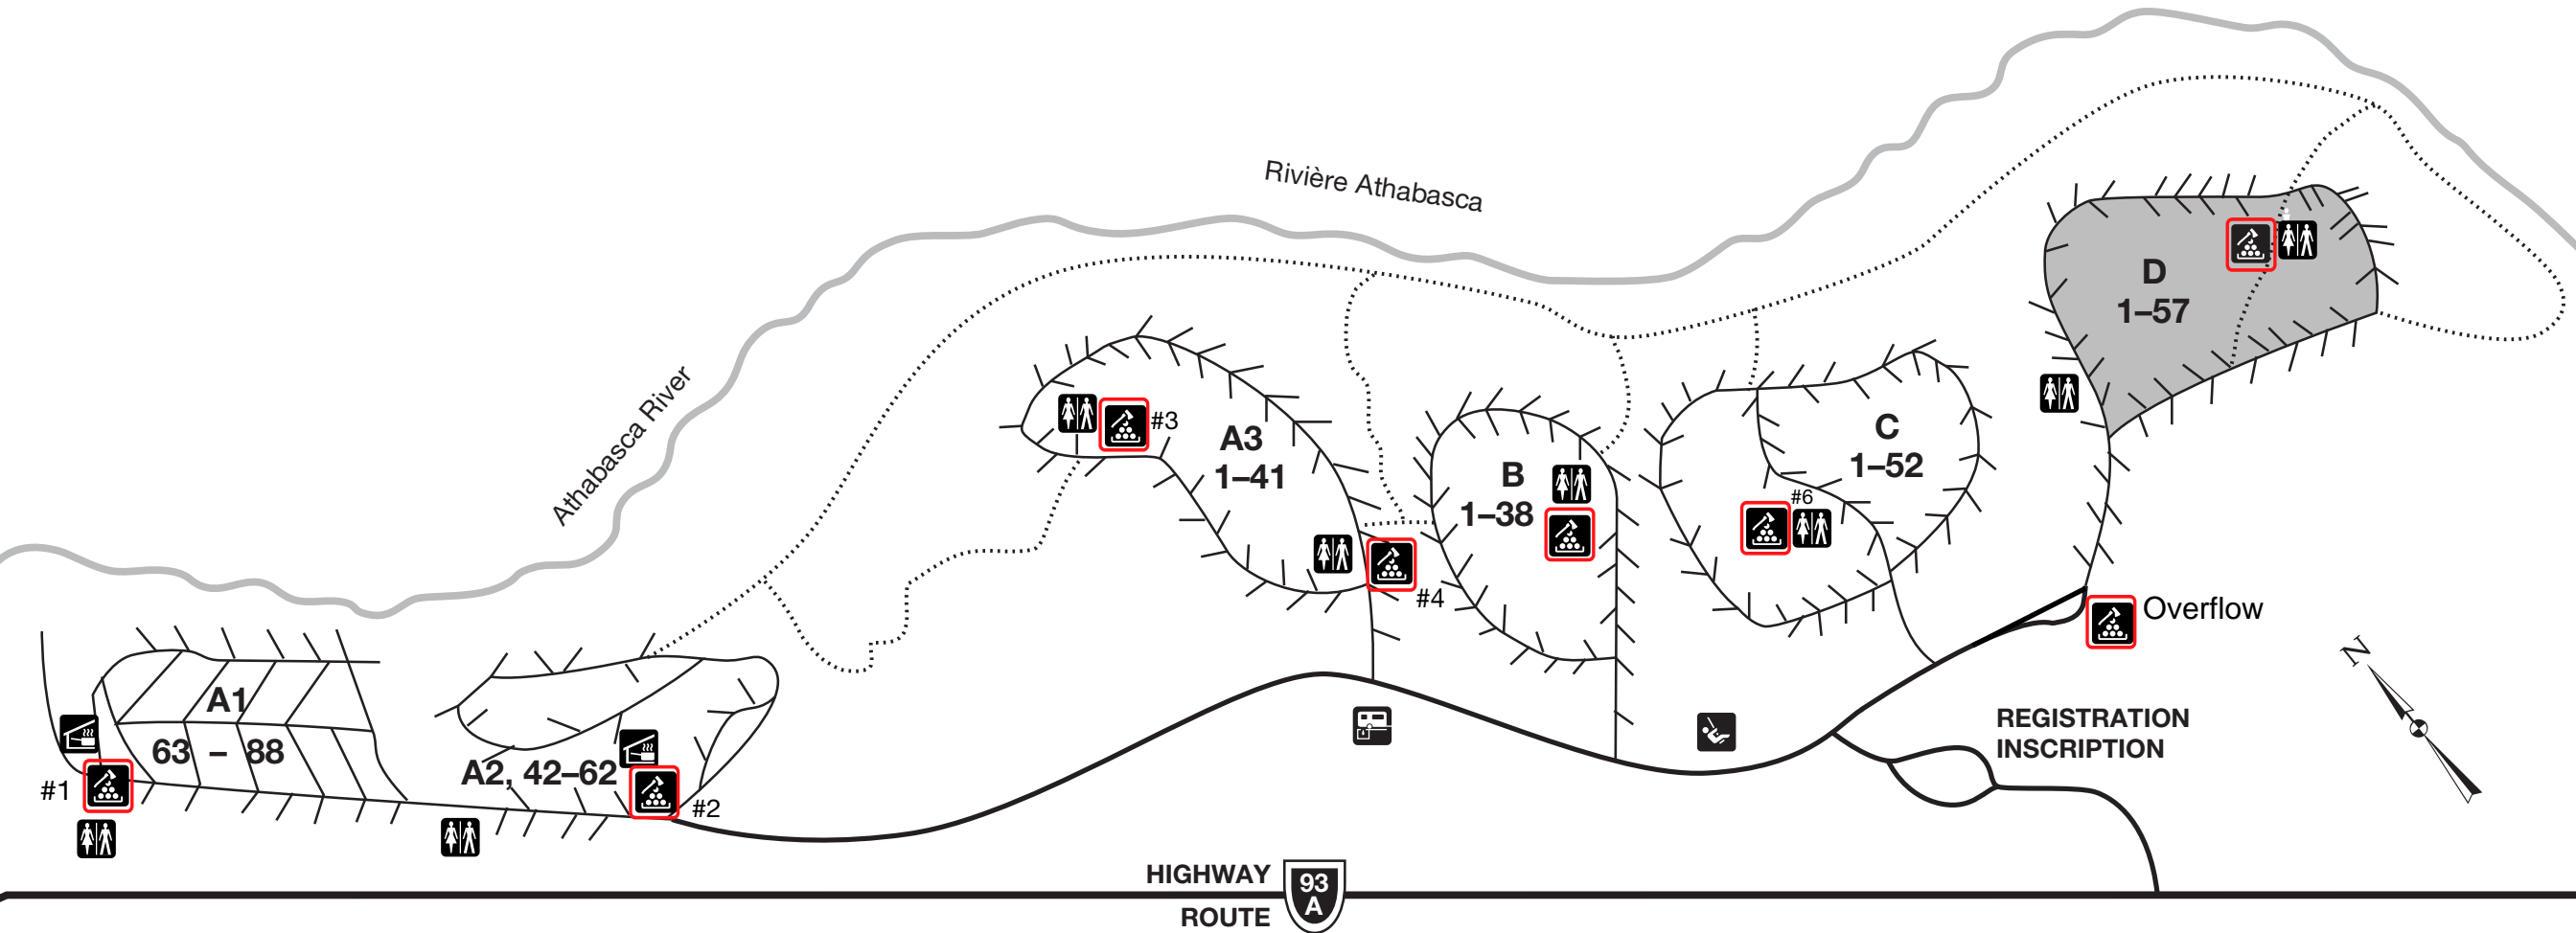 Rivière Athabasca
Athabasca River
D
1–57
#3
A3
1–41
B
1–38
C
1–52
#6
#4
Overflow
N
A1
63 – 88
#1
A2, 42–62
#2
REGISTRATION
INSCRIPTION
HIGHWAY
ROUTE
93
A